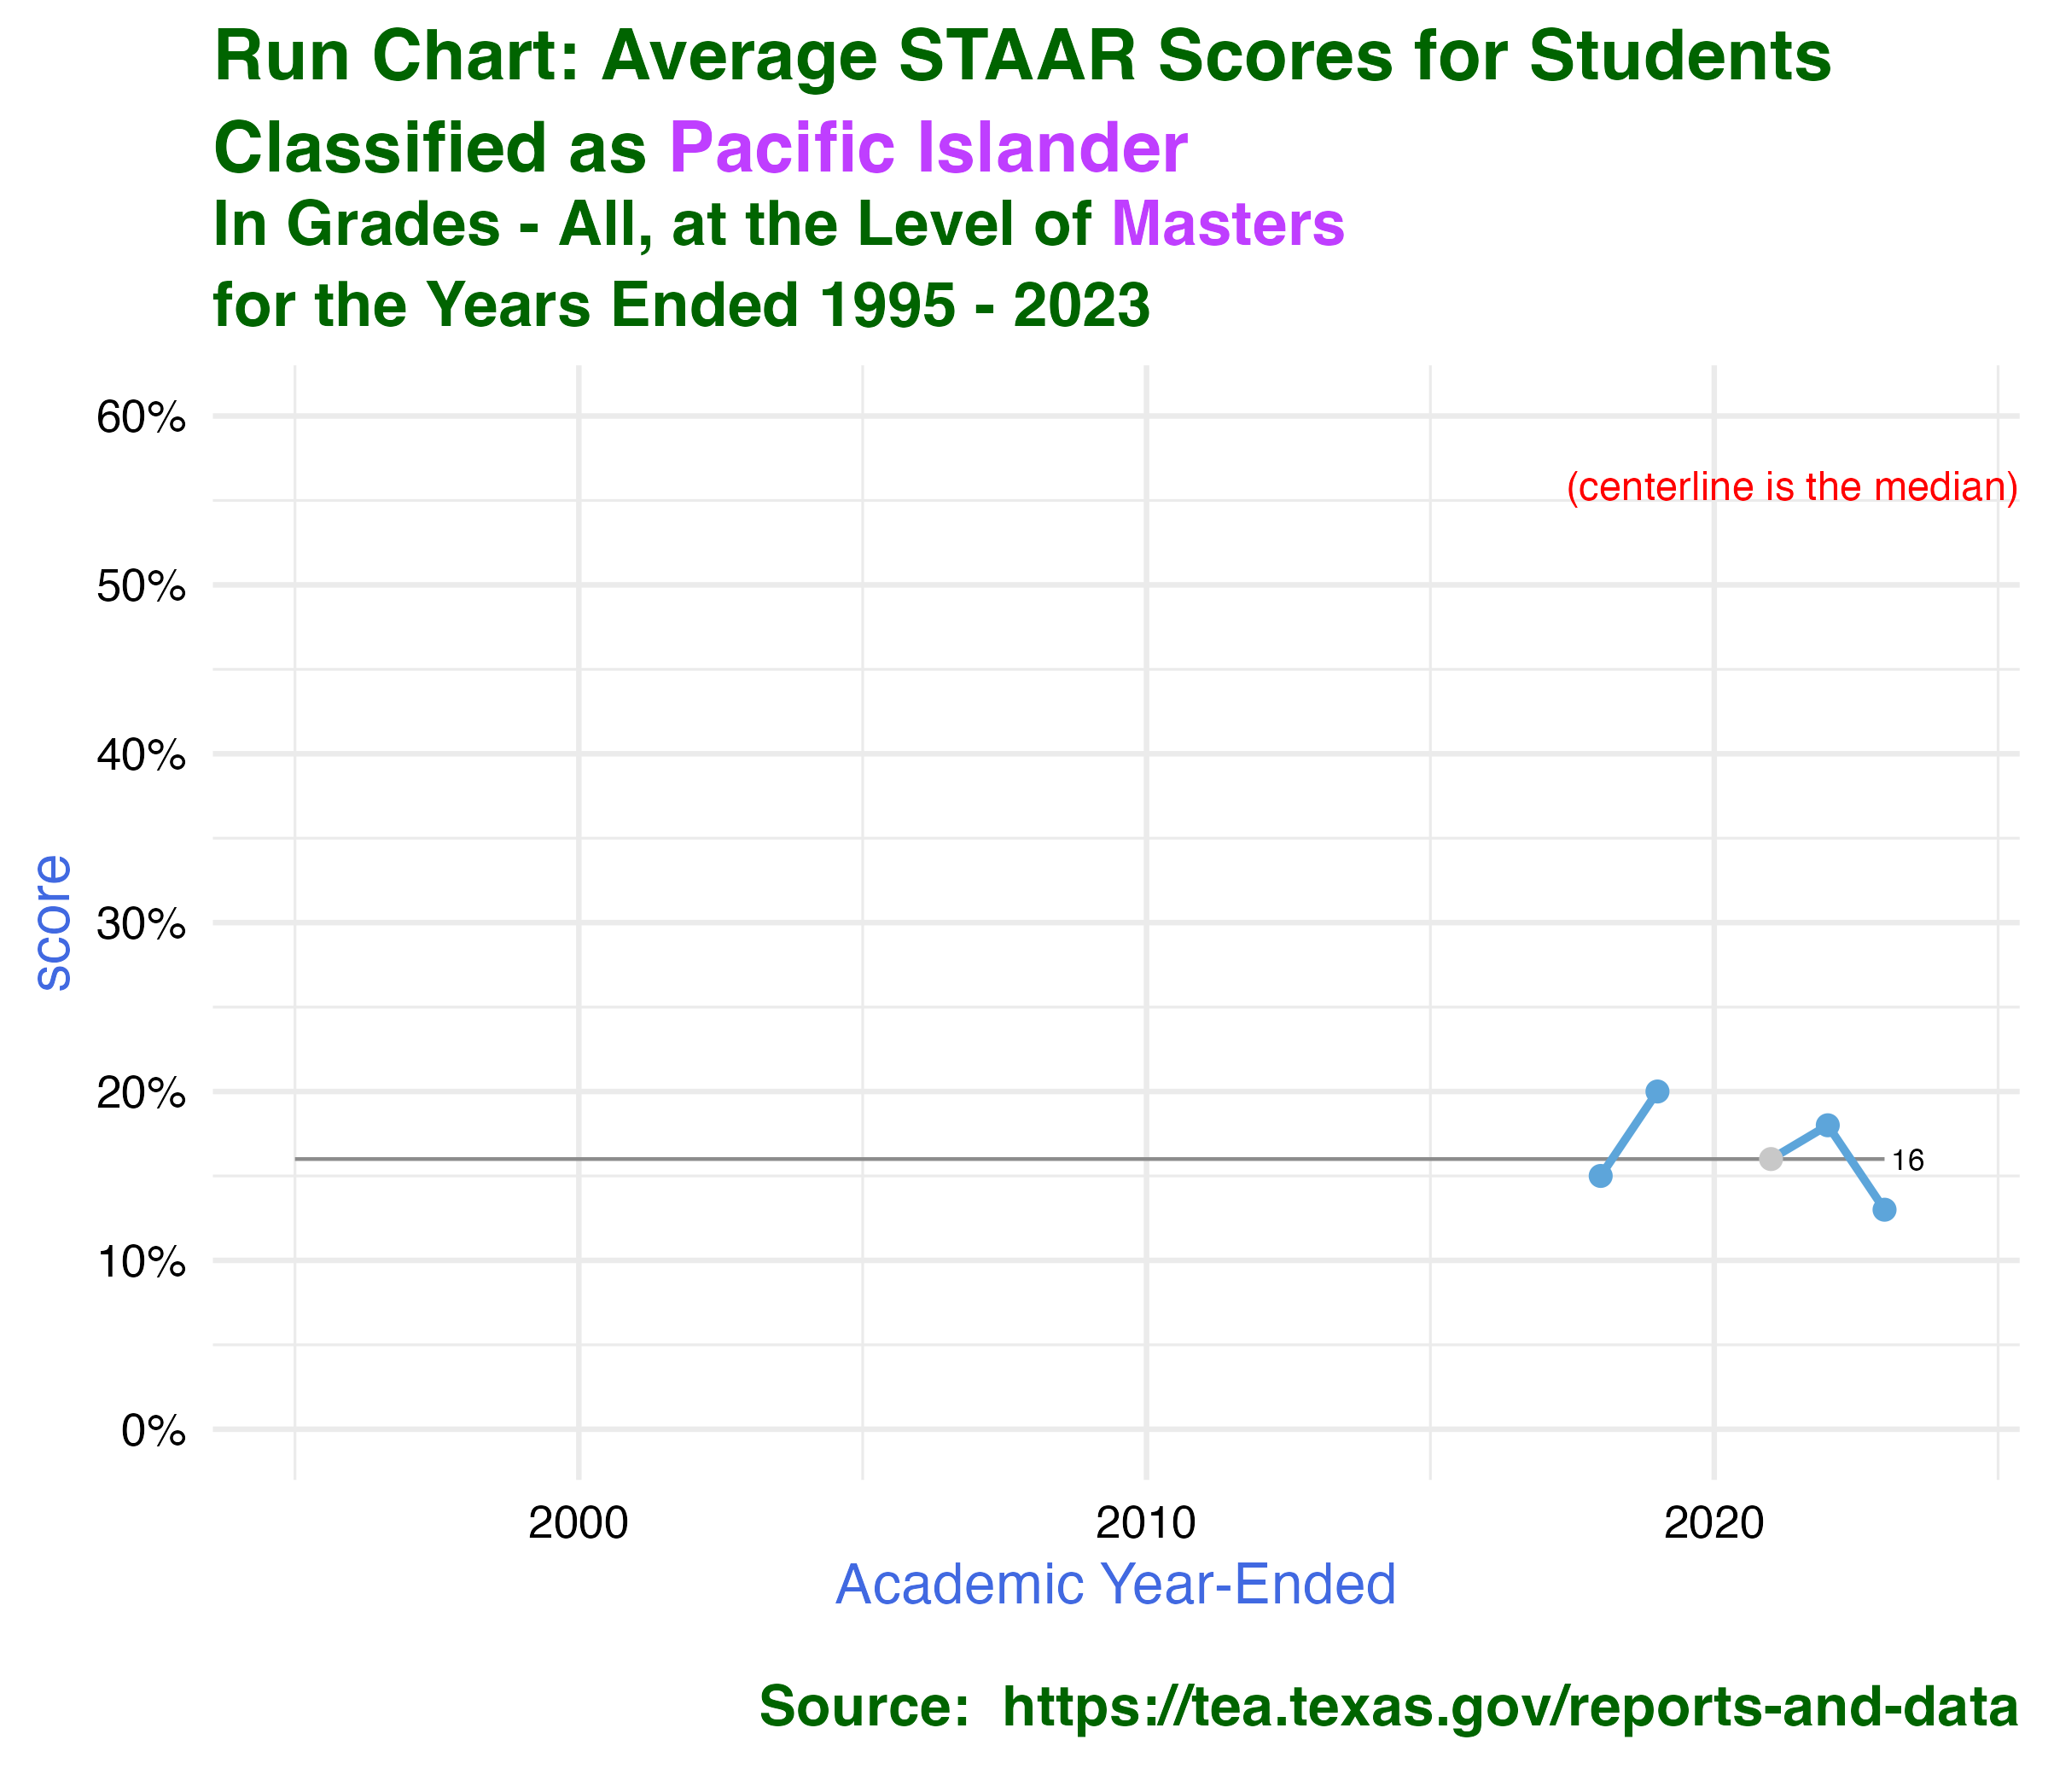 Run Chart: Average STAAR Scores for Students
Classified as Pacific Islander
In Grades - All, at the Level of Masters
for the Years Ended 1995 - 2023
60%
(centerline is the median)
50%
40%
30%
score
20%
16
10%
0%
2000 2010 2020
Academic Year-Ended
Source: https://tea.texas.gov/reports-and-data